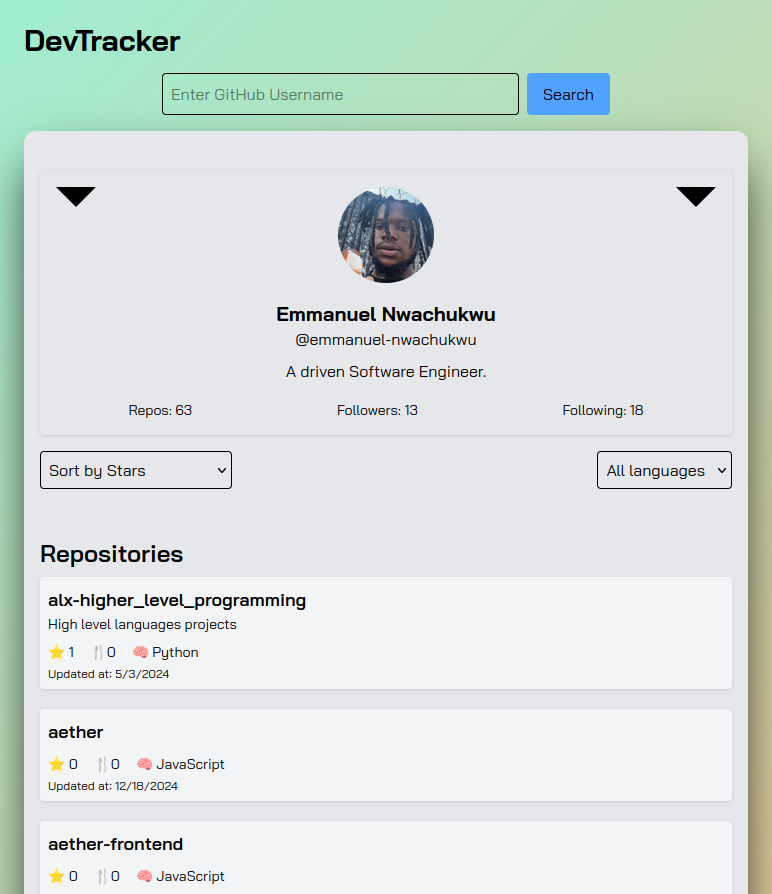 DevTracker
Enter GitHub Username
Search
Emmanuel Nwachukwu
@emmanuel-nwachukwu
A driven Software Engineer.
Repos: 63 Followers: 13 Following: 18
Sort by Stars All languages
Repositories
alx-higher_level_programming
High level languages projects
⭐ 1 🍴 0 🧠 Python
Updated at: 5/3/2024
aether
⭐ 0 🍴 0 🧠 JavaScript
Updated at: 12/18/2024
aether-frontend
⭐ 0 🍴 0 🧠 JavaScript